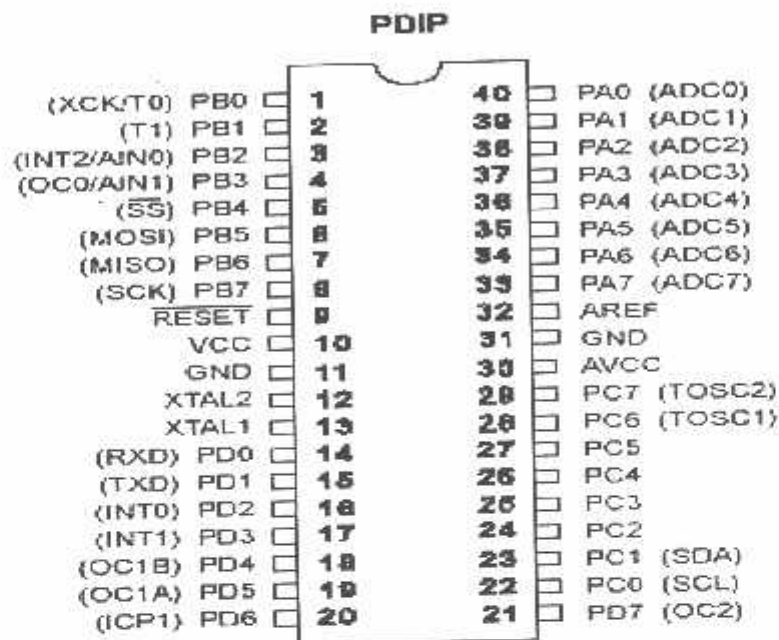 PDIP
(XCK/T0) PB0 1 40 PA0 (ADC0)
(T1) PB1 2 39 PA1 (ADC1)
(INT2/AIN0) PB2 3 38 PA2 (ADC2)
(OC0/AIN1) PB3 4 37 PA3 (ADC3)
(SS) PB4 5 36 PA4 (ADC4)
(MOSI) PB5 6 35 PA5 (ADC5)
(MISO) PB6 7 34 PA6 (ADC6)
(SCK) PB7 8 33 PA7 (ADC7)
RESET 9 32 AREF
VCC 10 31 GND
GND 11 30 AVCC
XTAL2 12 29 PC7 (TOSC2)
XTAL1 13 28 PC6 (TOSC1)
(RXD) PD0 14 27 PC5
(TXD) PD1 15 26 PC4
(INT0) PD2 16 25 PC3
(INT1) PD3 17 24 PC2
(OC1B) PD4 18 23 PC1 (SDA)
(OC1A) PD5 19 22 PC0 (SCL)
(ICP1) PD6 20 21 PD7 (OC2)